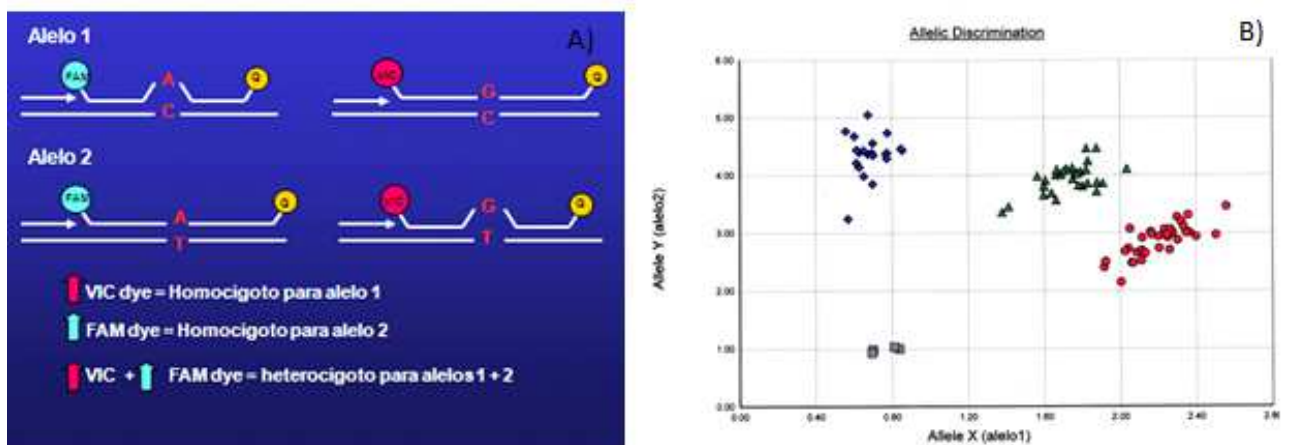 Alelo 1
A)
FAM
A
Q
VIC
G
Q
C
C
Alelo 2
FAM
A
Q
VIC
G
Q
T
T
VIC dye = Homocigoto para alelo 1
FAM dye = Homocigoto para alelo 2
VIC + FAM dye = heterocigoto para alelos 1 + 2
Allelic Discrimination
B)
6.00
5.00
4.00
3.00
2.00
1.00
0.00
Allele Y (alelo2)
0.00 0.40 0.80 1.20 1.60 2.00 2.40 2.80
Allele X (alelo1)